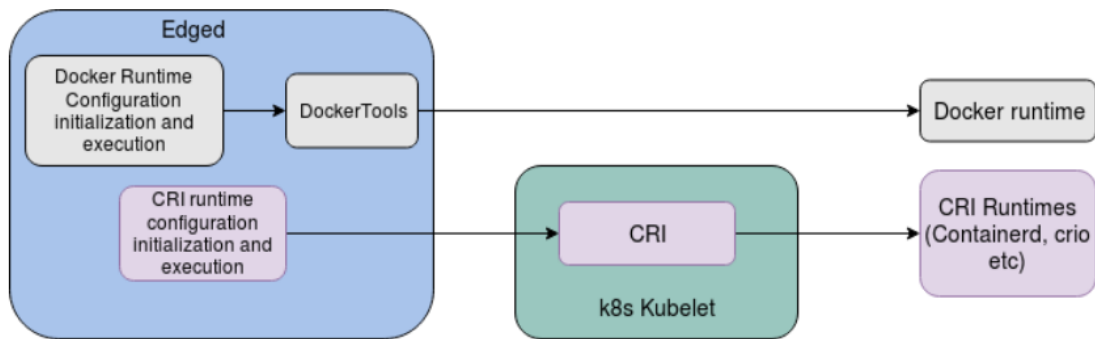 Edged
Docker Runtime
Configuration
initialization and
execution
DockerTools
Docker runtime
CRI runtime
configuration
initialization and
execution
CRI
k8s Kubelet
CRI Runtimes
(Containerd, crio
etc)